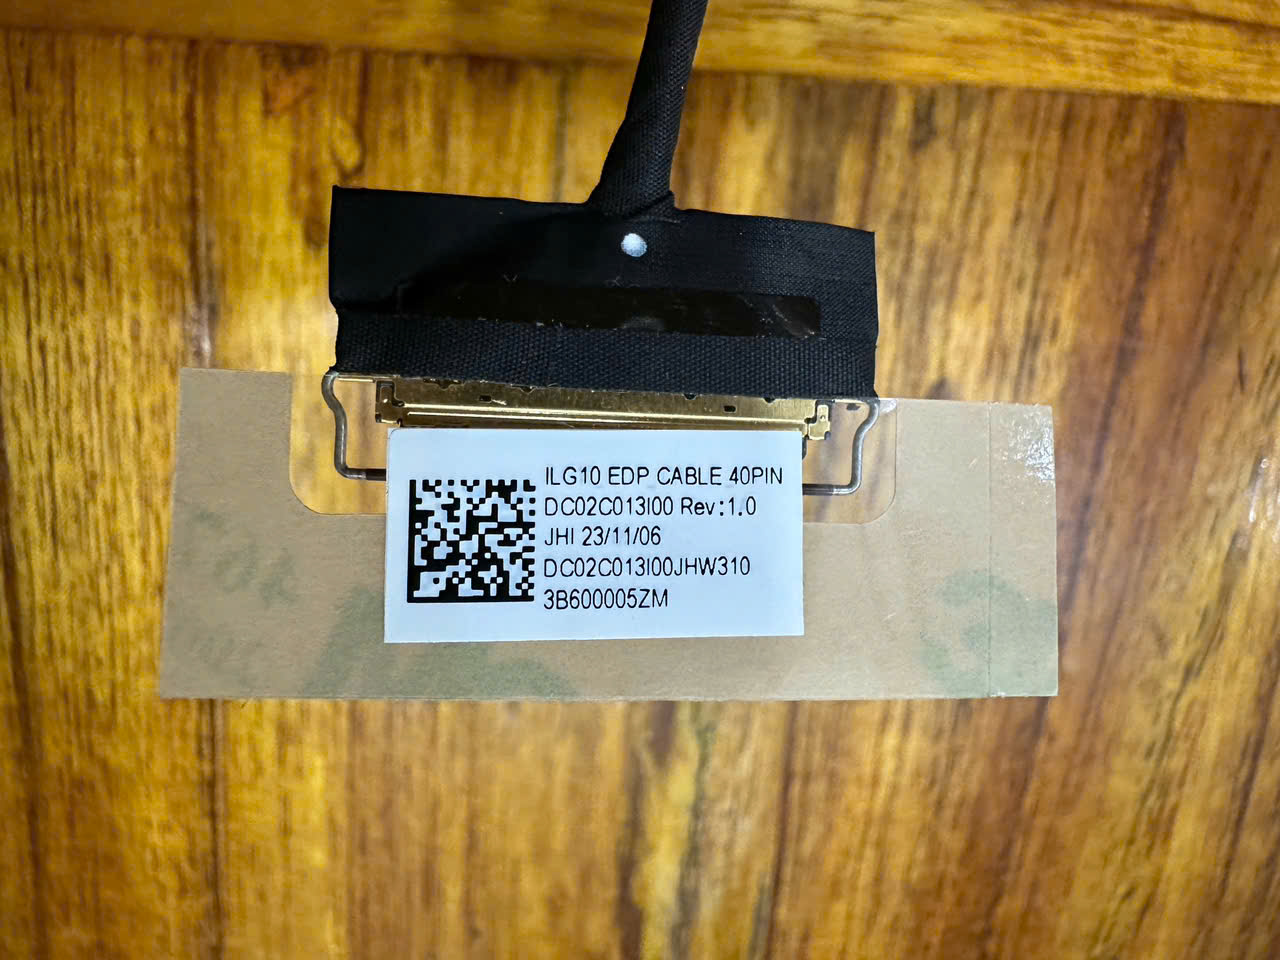 ILG10 EDP CABLE 40PIN
DC02C013I00 Rev:1.0
JHI 23/11/06
DC02C013I00JHW310
3B600005ZM